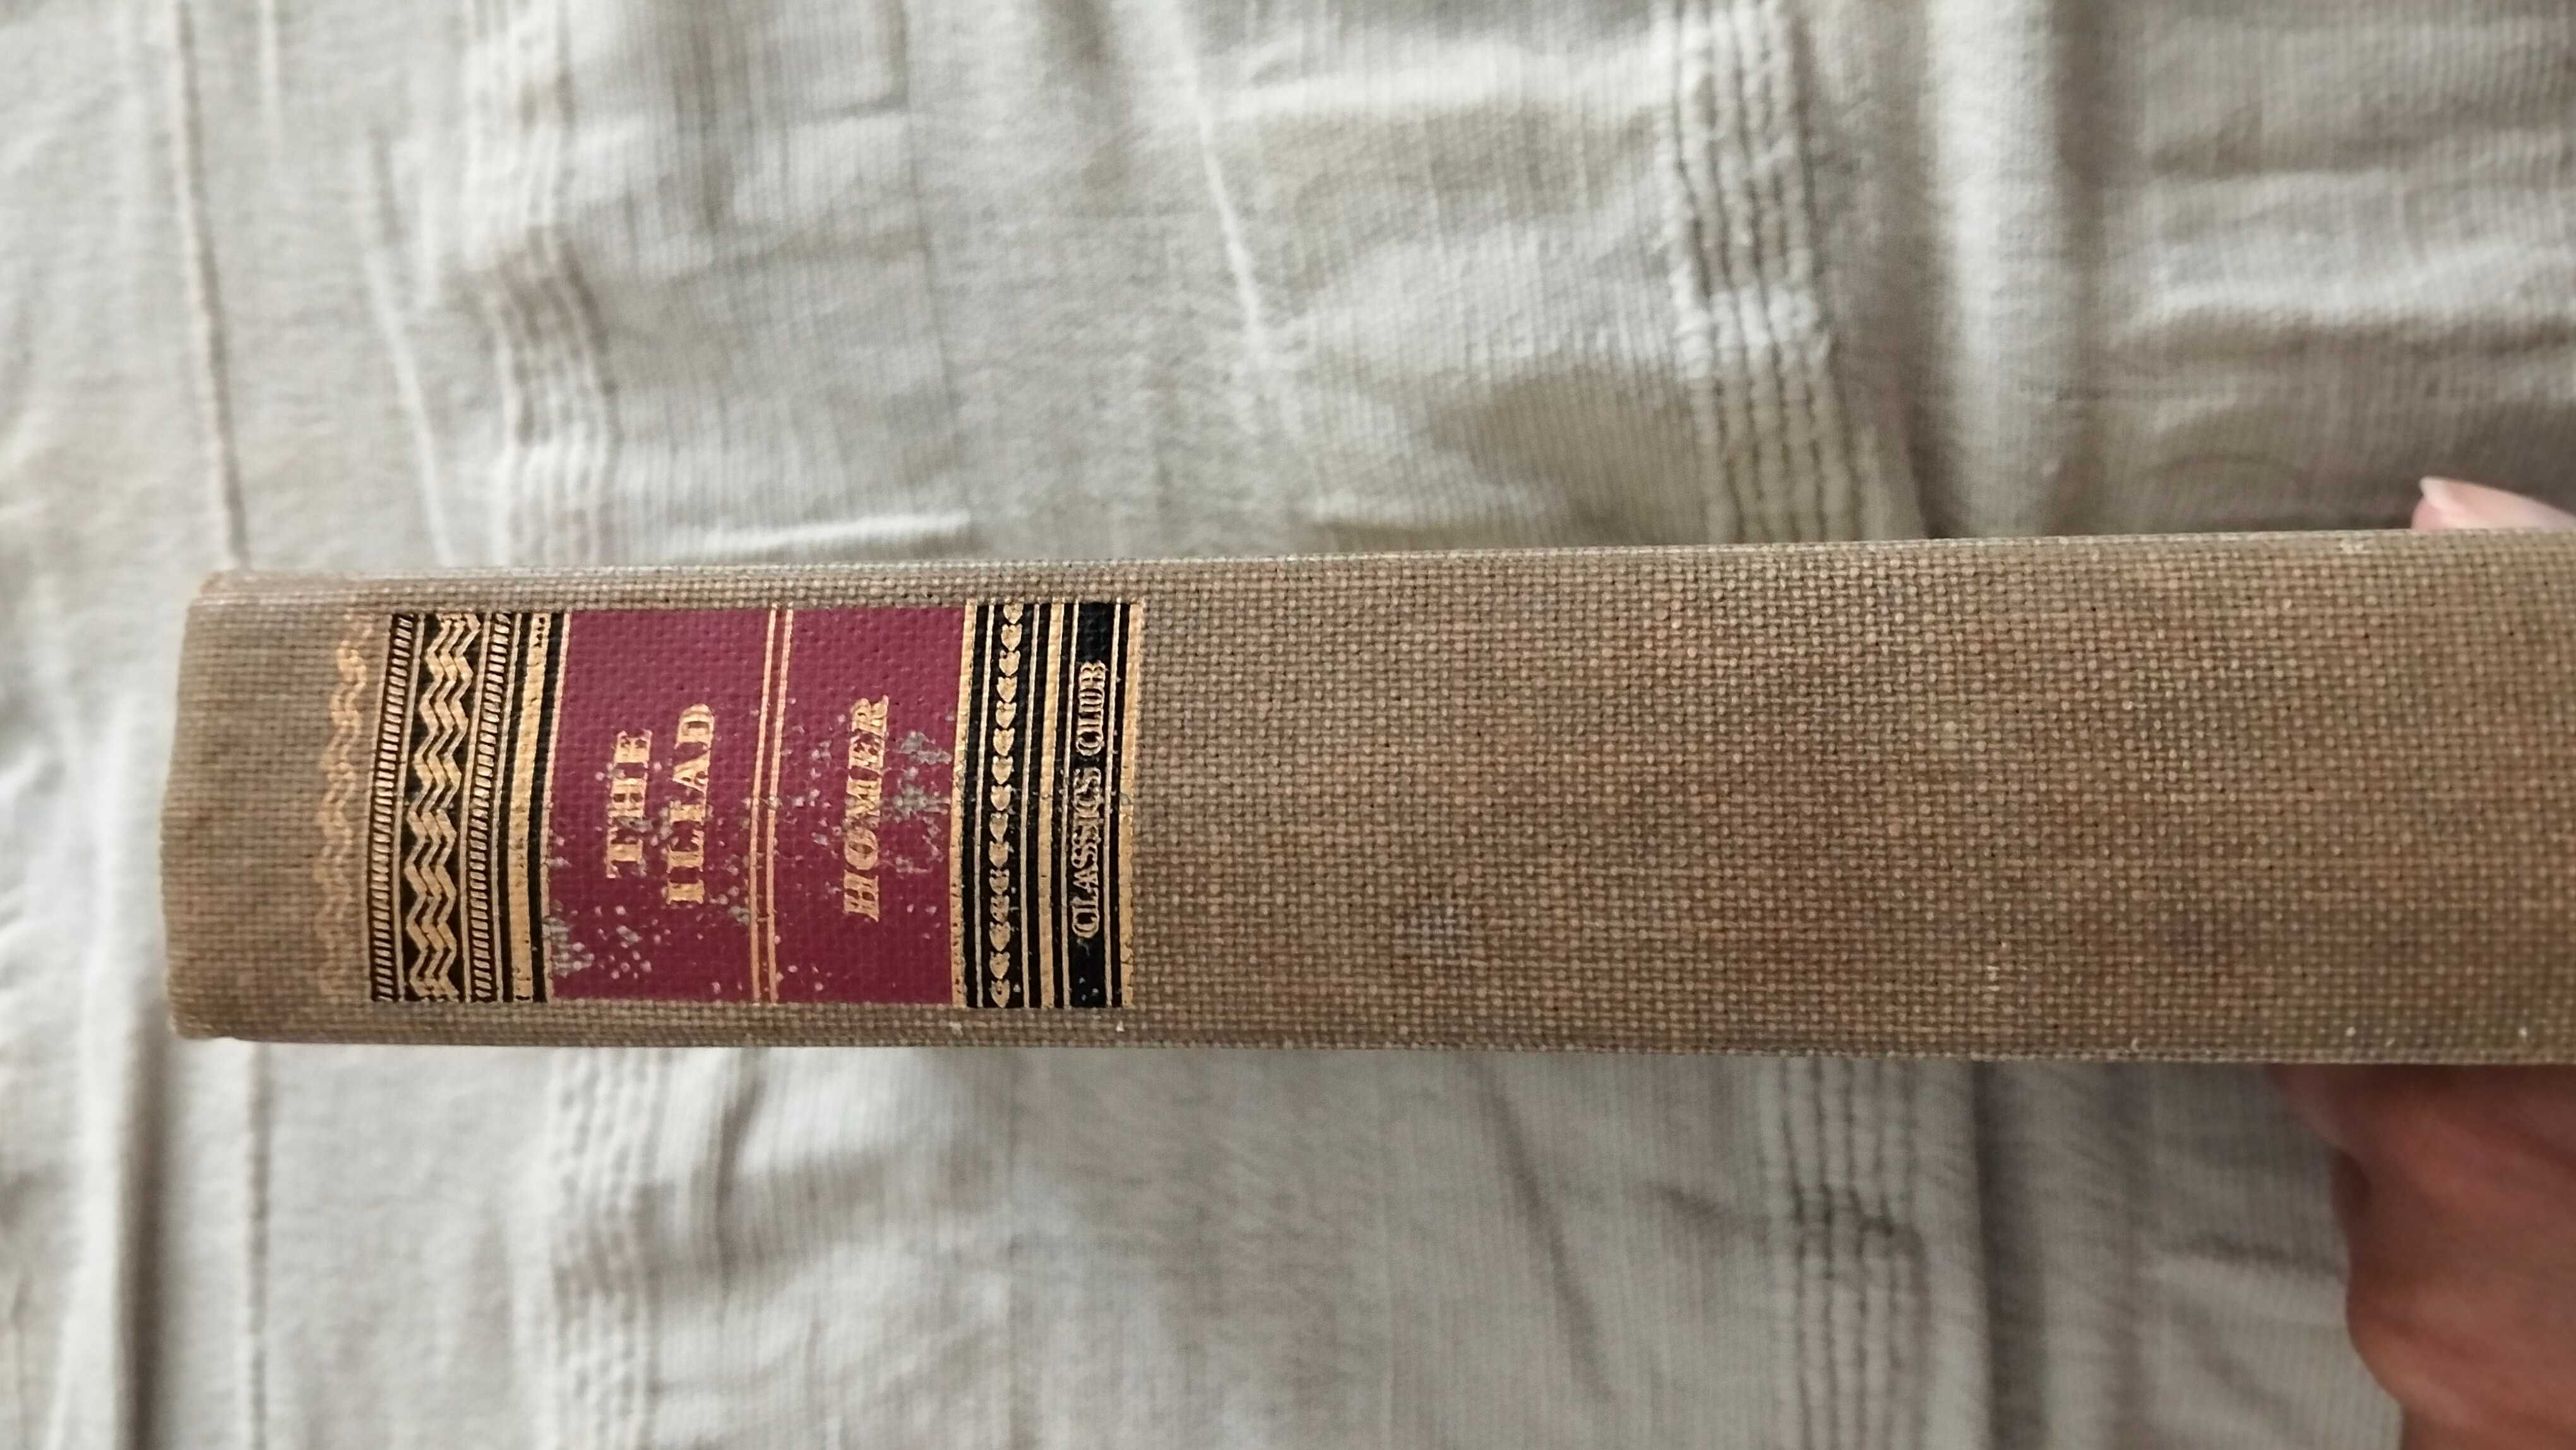 THE
ILIAD
HOMER
CLASSICS CLUB